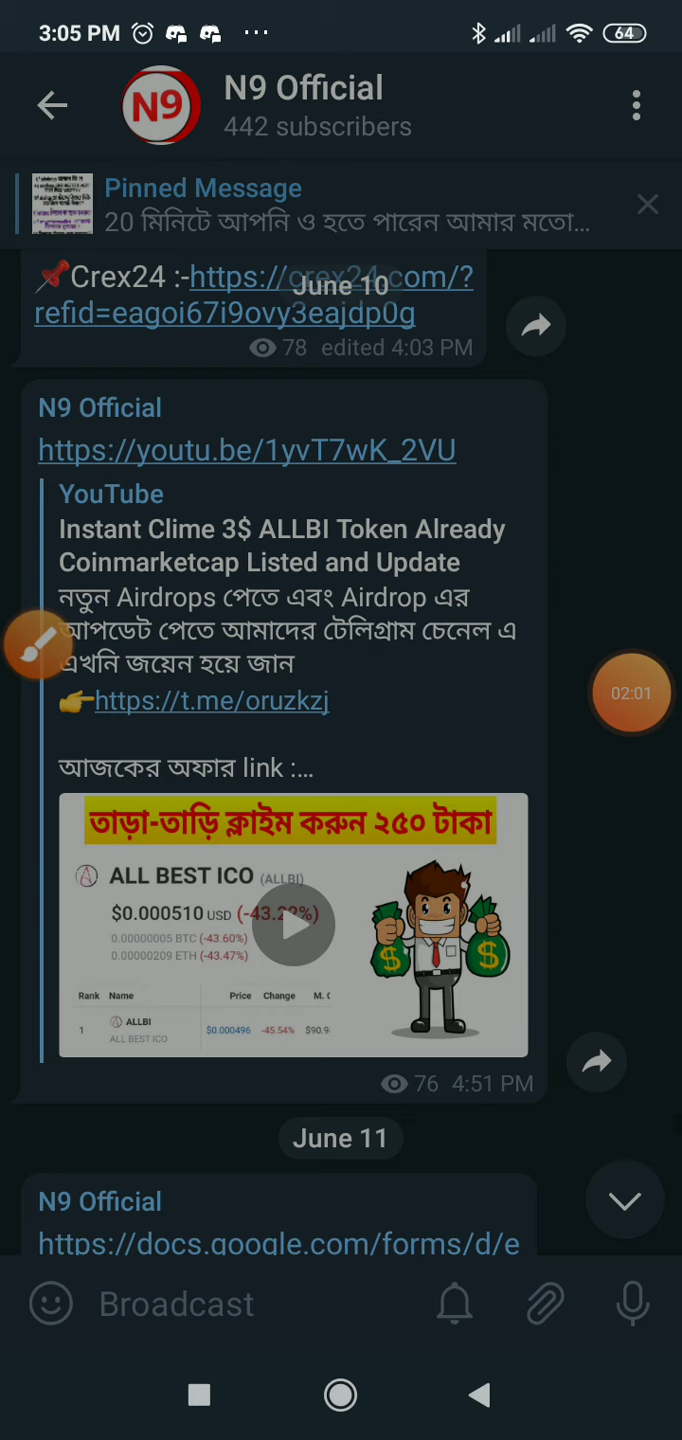 3:05 PM ... 64
N9 N9 Official
442 subscribers
Pinned Message
20 মিনিটে আপনি ও হতে পারেন আমার মতো...
June 10
📌Crex24 :-https://crex24.com/?
refid=eagoi67i9ovy3eajdp0g
78 edited 4:03 PM
N9 Official
https://youtu.be/1yvT7wK_2VU
YouTube
Instant Clime 3$ ALLBI Token Already
Coinmarketcap Listed and Update
নতুন Airdrops পেতে এবং Airdrop এর
আপডেট পেতে আমাদের টেলিগ্রাম চেনেল এ
এখনি জয়েন হয়ে জান
👉https://t.me/oruzkzj
02:01
আজকের অফার link :...
তাড়া-তাড়ি ক্লাইম করুন ২৫০ টাকা
ALL BEST ICO (ALLBI)
$0.000510 USD
0.00000005 BTC (-43.60%)
0.00000209 ETH (-43.47%)
Rank Name Price Change
1 ALLBI $0.000496 -45.54% $90.9
ALL BEST ICO
76 4:51 PM
June 11
N9 Official
https://docs.google.com/forms/d/e
Broadcast